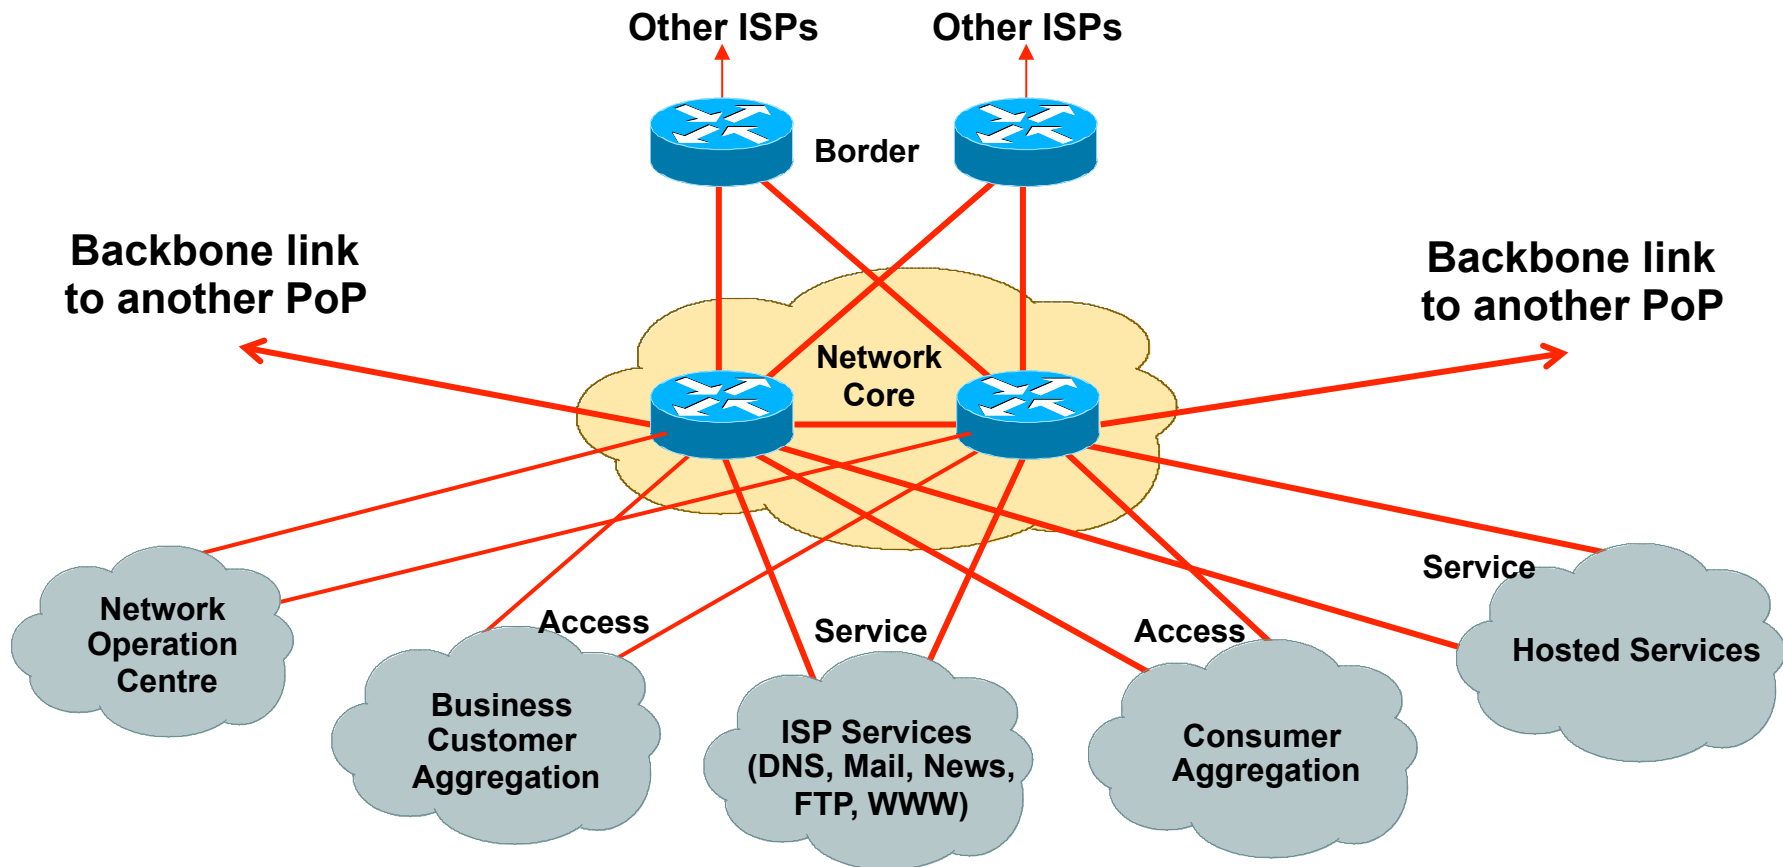 Other ISPs
Other ISPs
Border
Backbone link
to another PoP
Backbone link
to another PoP
Network
Core
Service
Network
Operation
Centre
Access
Service
Access
Hosted Services
Business
Customer
Aggregation
ISP Services
(DNS, Mail, News,
FTP, WWW)
Consumer
Aggregation